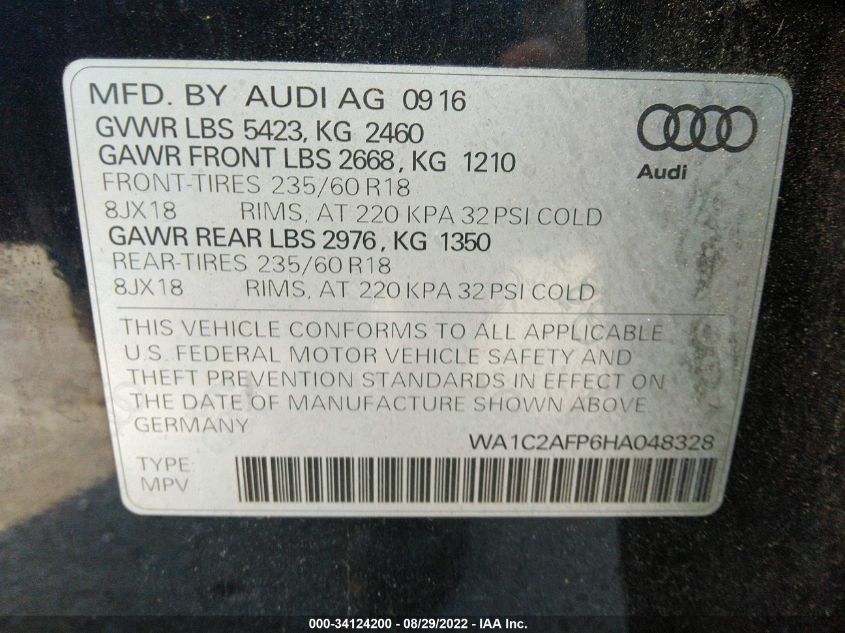 MFD. BY AUDI AG 09 16
GVWR LBS 5423, KG 2460
GAWR FRONT LBS 2668, KG 1210
FRONT-TIRES 235/60 R18
8JX18 RIMS, AT 220 KPA 32 PSI COLD
GAWR REAR LBS 2976, KG 1350
REAR-TIRES 235/60 R18
8JX18 RIMS, AT 220 KPA 32 PSI COLD
Audi
THIS VEHICLE CONFORMS TO ALL APPLICABLE
U.S. FEDERAL MOTOR VEHICLE SAFETY AND
THEFT PREVENTION STANDARDS IN EFFECT ON
THE DATE OF MANUFACTURE SHOWN ABOVE
GERMANY
WA1C2AFP6HA048328
TYPE:
MPV
000-34124200 - 08/29/2022 - IAA Inc.